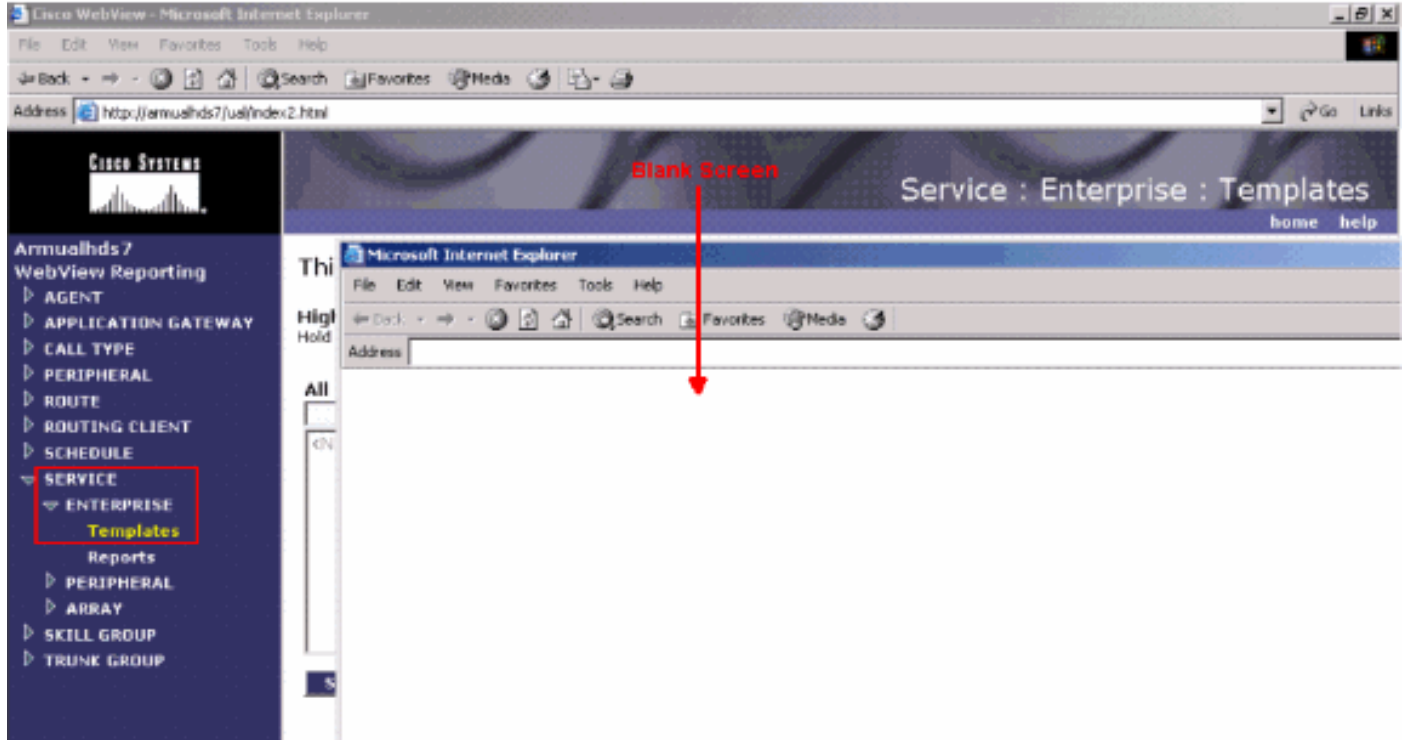 Cisco WebView - Microsoft Internet Explorer
File Edit View Favorites Tools Help
Back Search Favorites Media
Address http://armualhds7/ual/index2.html Go Links
CISCO SYSTEMS
Blank Screen
Service : Enterprise : Templates
home help
Armualhds7
WebView Reporting
AGENT
APPLICATION GATEWAY
CALL TYPE
PERIPHERAL
ROUTE
ROUTING CLIENT
SCHEDULE
SERVICE
ENTERPRISE
Templates
Reports
PERIPHERAL
ARRAY
SKILL GROUP
TRUNK GROUP
Thi
High
Hold
All
<N
S
Microsoft Internet Explorer
File Edit View Favorites Tools Help
Back Search Favorites Media
Address